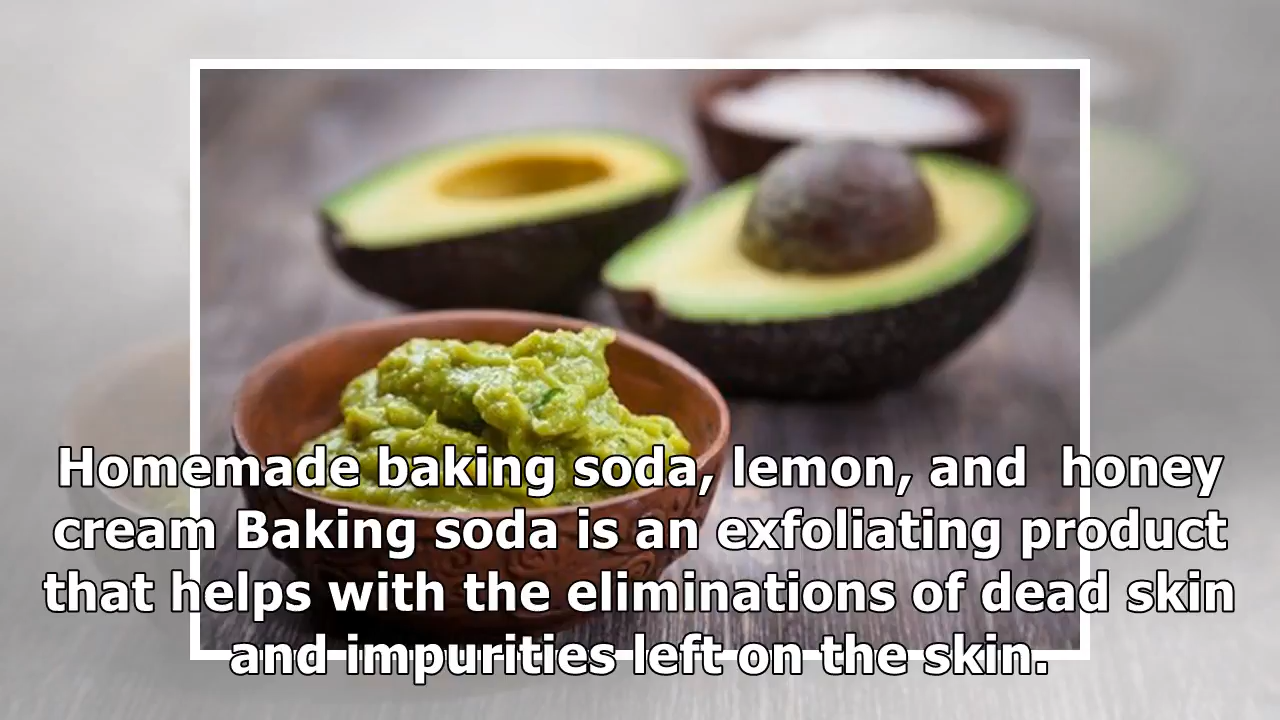 Homemade baking soda, lemon, and  honey
cream Baking soda is an exfoliating product
that helps with the eliminations of dead skin
and impurities left on the skin.